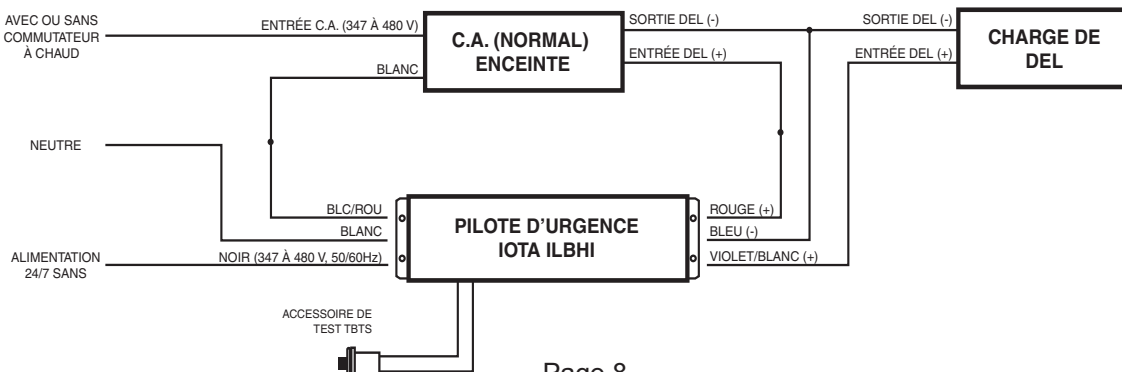 AVEC OU SANS
COMMUTATEUR
À CHAUD
ENTRÉE C.A. (347 À 480 V)
BLANC
C.A. (NORMAL)
ENCEINTE
SORTIE DEL (-)
ENTRÉE DEL (+)
SORTIE DEL (-)
ENTRÉE DEL (+)
CHARGE DE
DEL
NEUTRE
BLC/ROU
BLANC
ALIMENTATION
24/7 SANS
NOIR (347 À 480 V, 50/60Hz)
PILOTE D'URGENCE
IOTA ILBHI
ROUGE (+)
BLEU (-)
VIOLET/BLANC (+)
ACCESSOIRE DE
TEST TBTS
Page 8